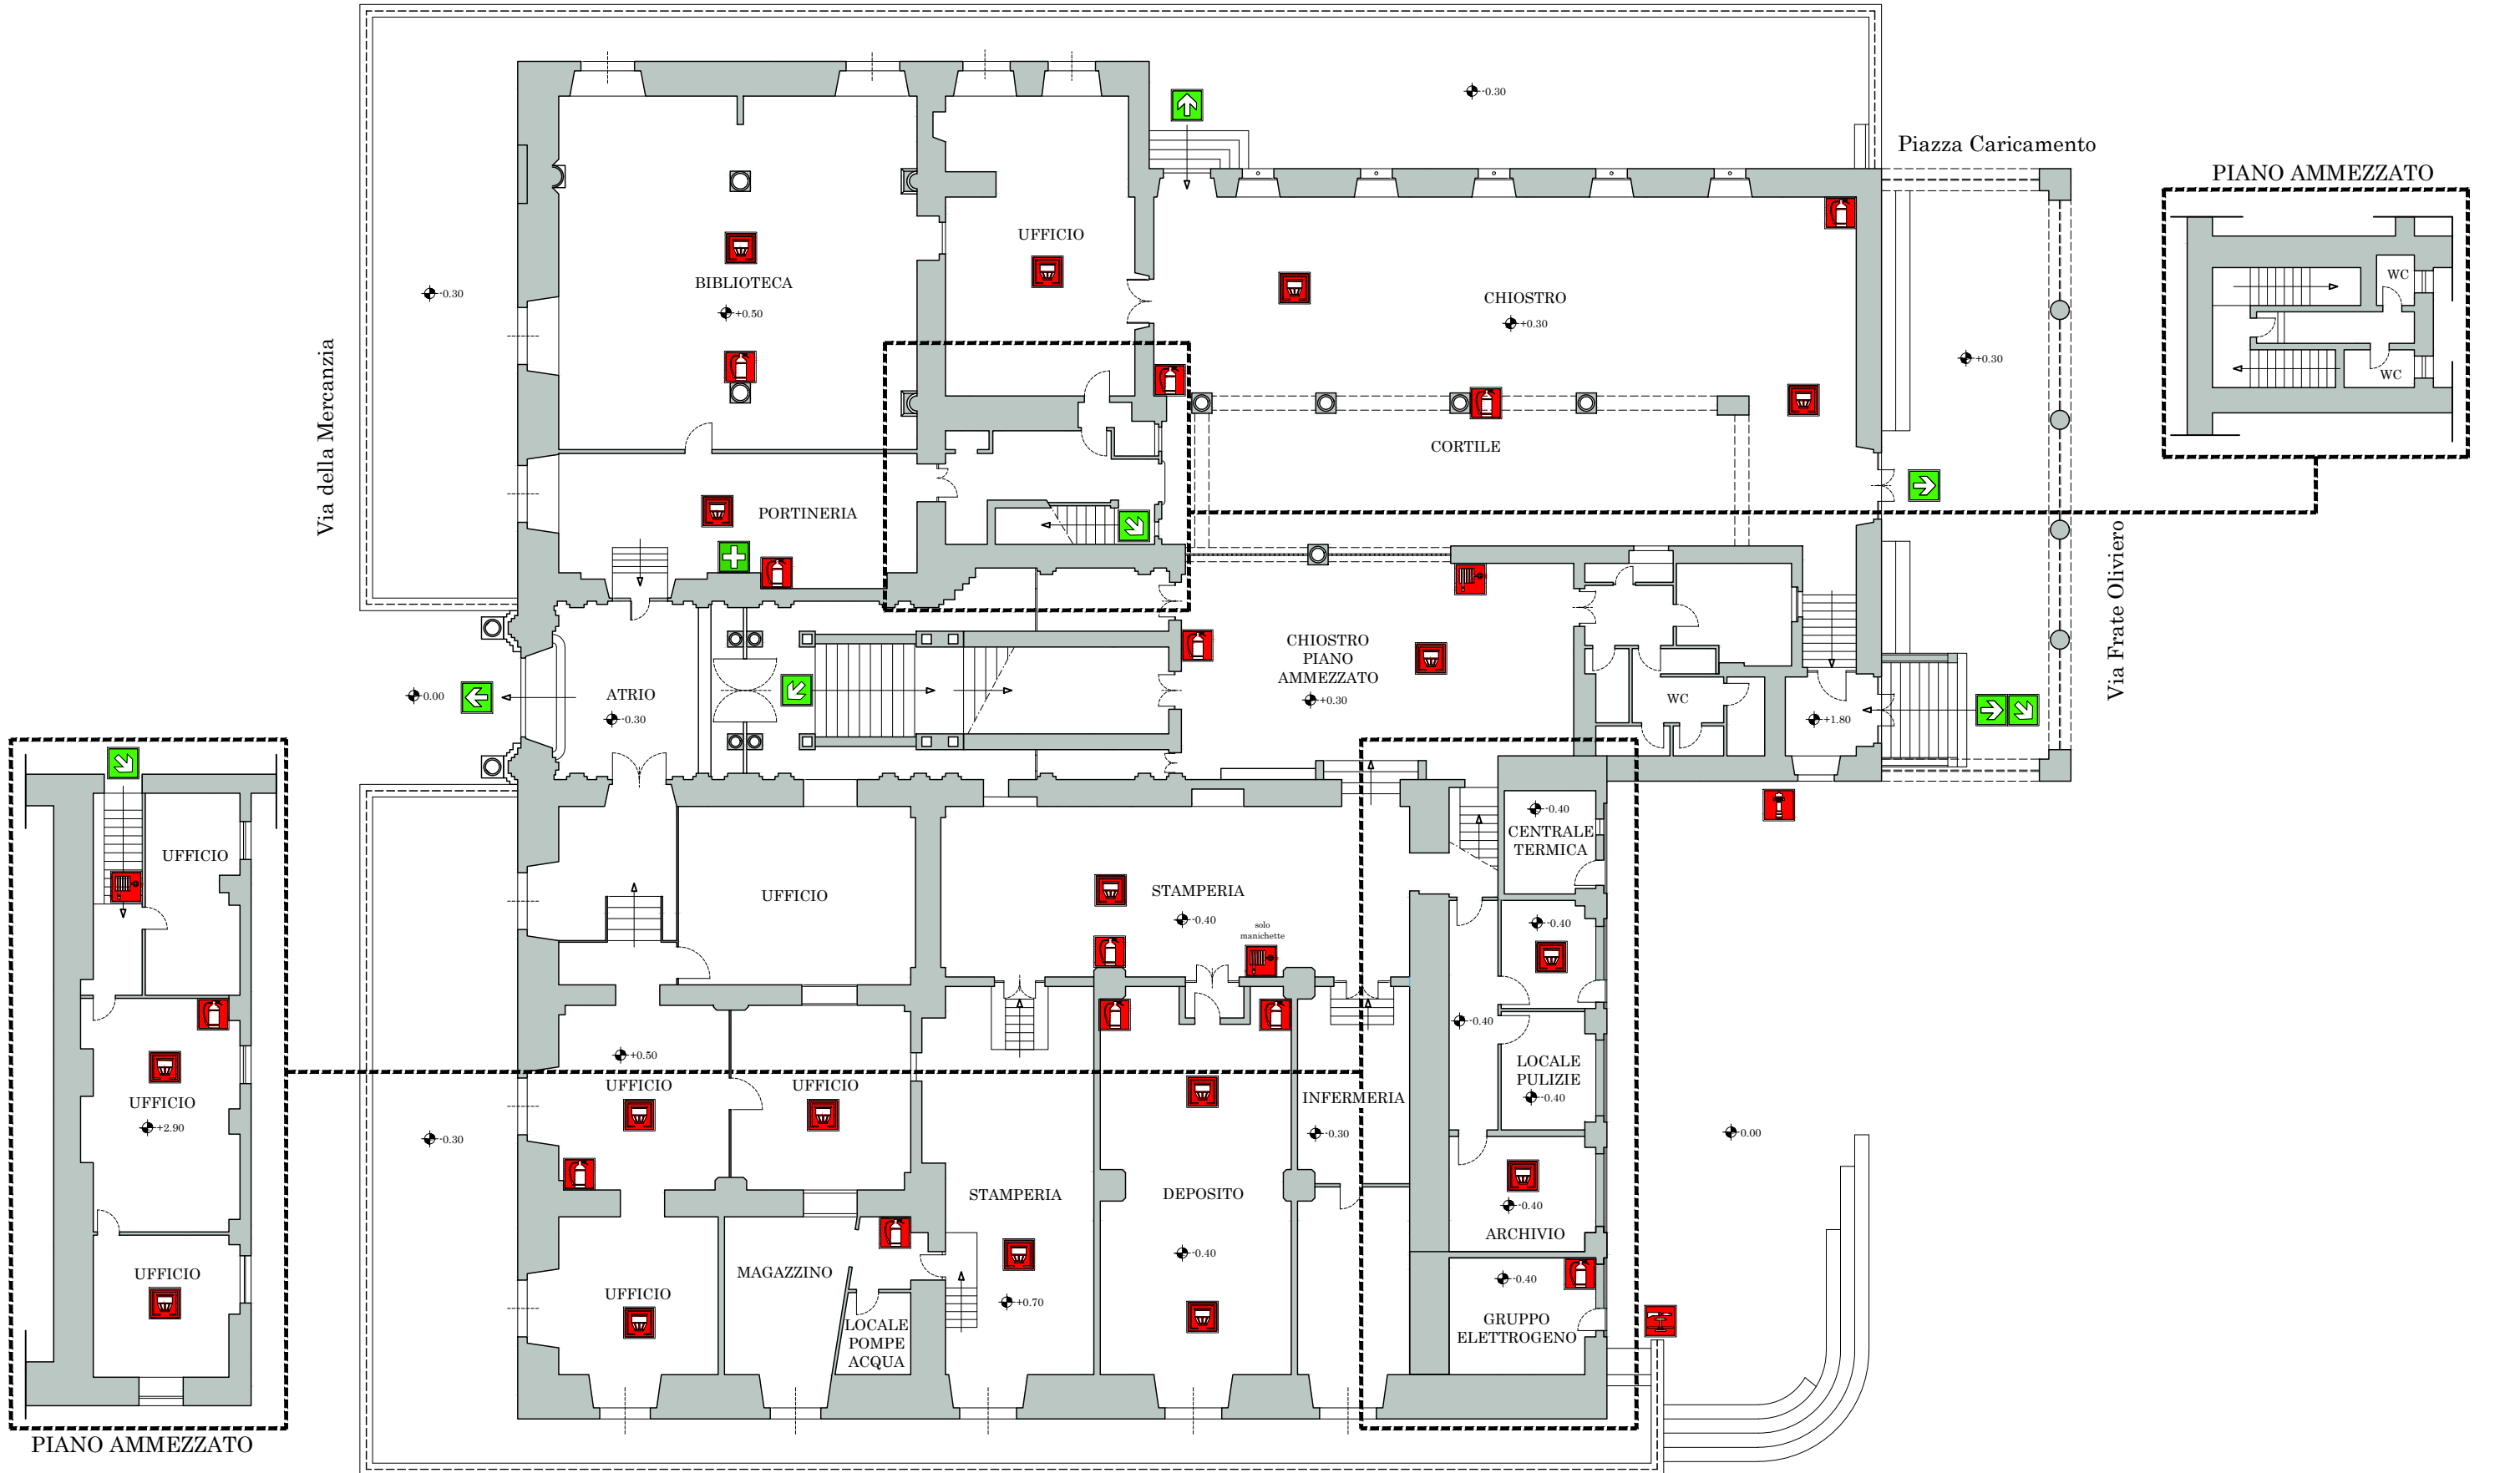 -0.30
Piazza Caricamento
PIANO AMMEZZATO
UFFICIO
WC
BIBLIOTECA
-0.30
CHIOSTRO
+0.50
+0.30
+0.30
WC
Via della Mercanzia
CORTILE
PORTINERIA
Via Frate Oliviero
CHIOSTRO
PIANO
AMMEZZATO
+0.30
0.00
ATRIO
-0.30
WC
+1.80
-0.40
CENTRALE
TERMICA
UFFICIO
UFFICIO
STAMPERIA
-0.40
solo
manichette
-0.40
-0.40
+0.50
UFFICIO
UFFICIO
LOCALE
PULIZIE
-0.40
INFERMERIA
UFFICIO
+2.90
-0.30
-0.30
0.00
STAMPERIA
DEPOSITO
-0.40
ARCHIVIO
-0.40
UFFICIO
MAGAZZINO
-0.40
UFFICIO
+0.70
LOCALE
POMPE
ACQUA
GRUPPO
ELETTROGENO
PIANO AMMEZZATO